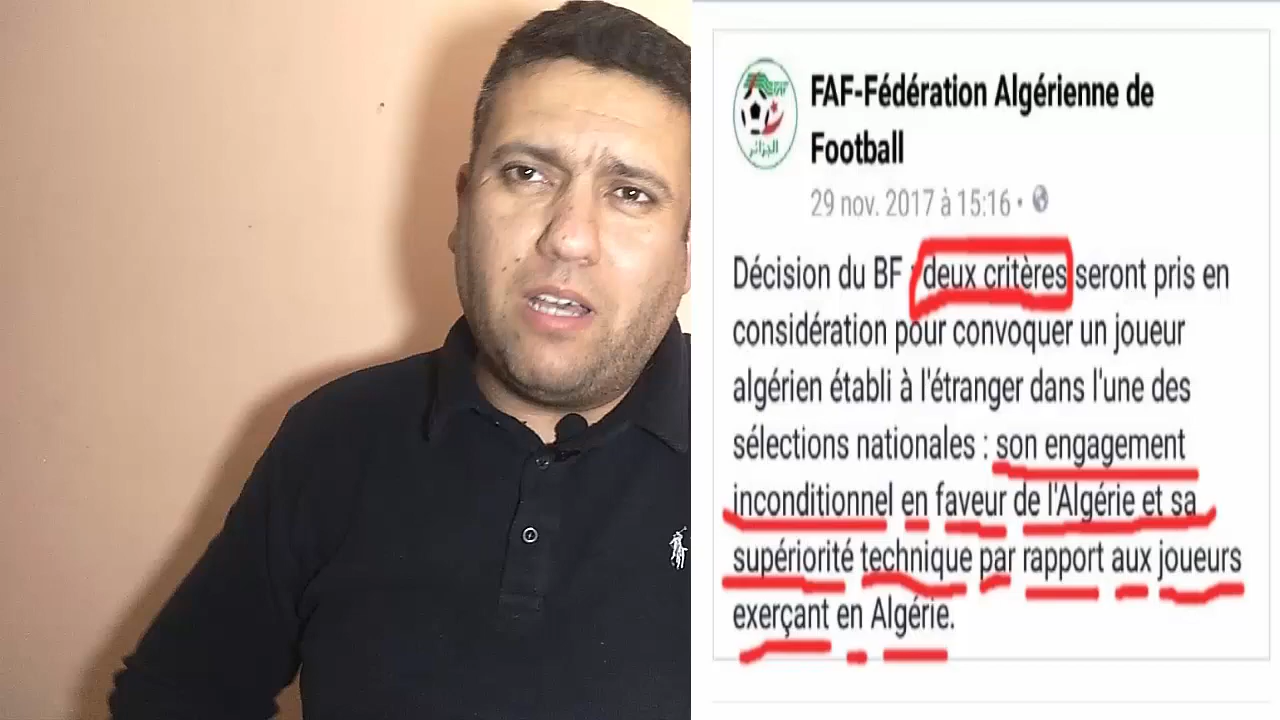 FAF-Fédération Algérienne de
Football
29 nov. 2017 à 15:16 •
Décision du BF : deux critères seront pris en
considération pour convoquer un joueur
algérien établi à l'étranger dans l'une des
sélections nationales : son engagement
inconditionnel en faveur de l'Algérie et sa
supériorité technique par rapport aux joueurs
exerçant en Algérie.